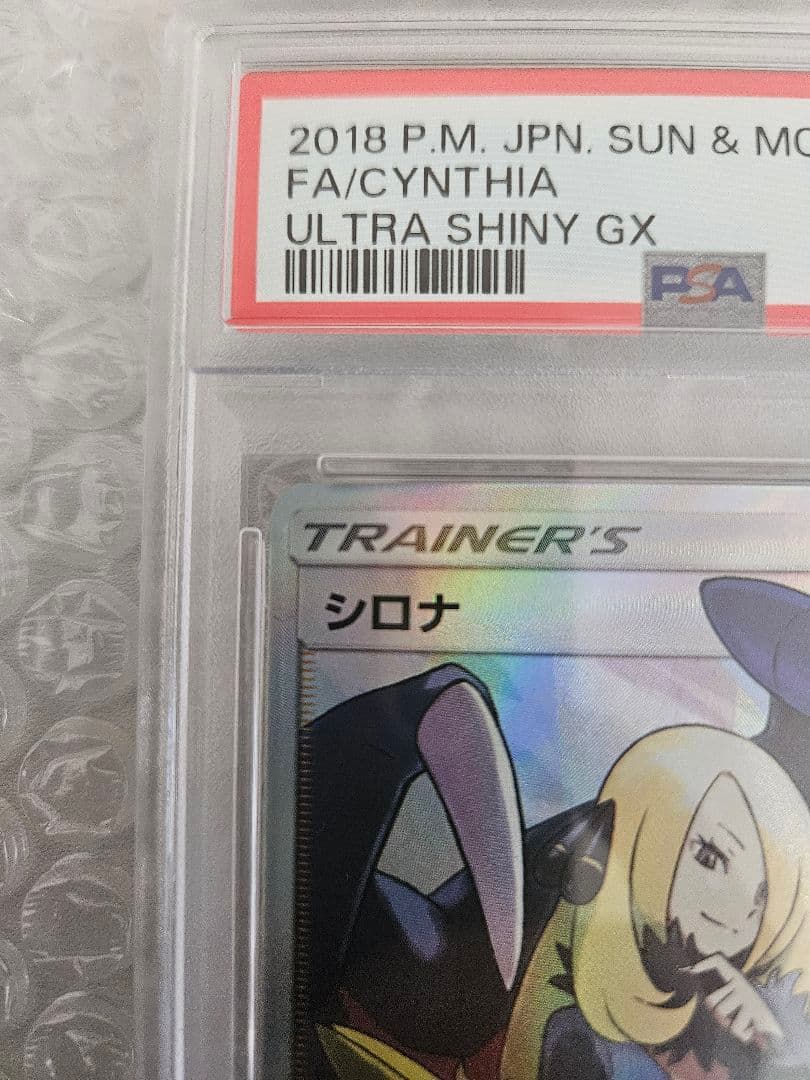 2018 P.M. JPN. SUN & MO
FA/CYNTHIA
ULTRA SHINY GX
PSA
TRAINER'S
シロナ